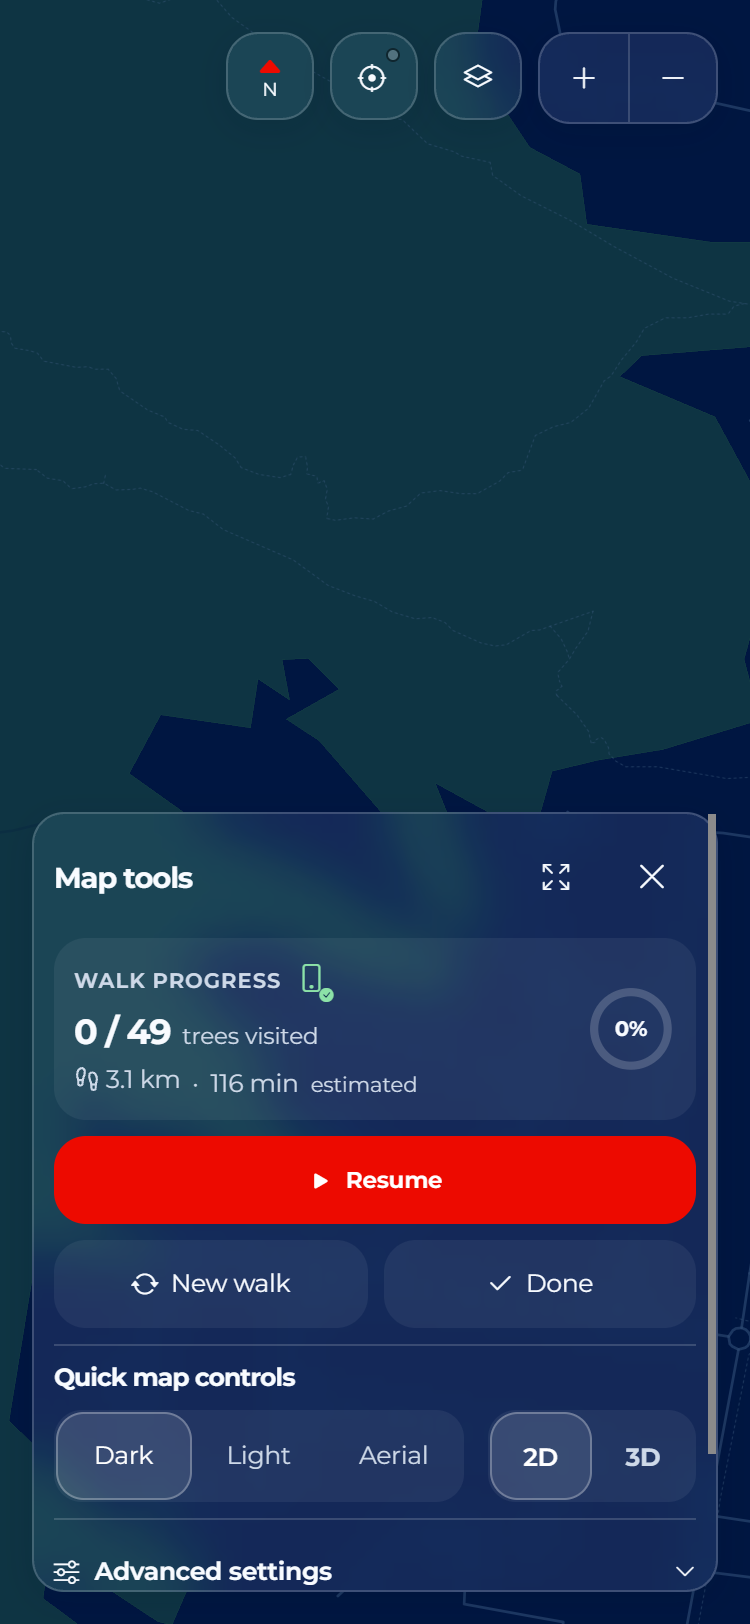 N
Map tools
WALK PROGRESS
0 / 49 trees visited
0%
3.1 km · 116 min estimated
Resume
New walk
Done
Quick map controls
Dark Light Aerial
2D 3D
Advanced settings